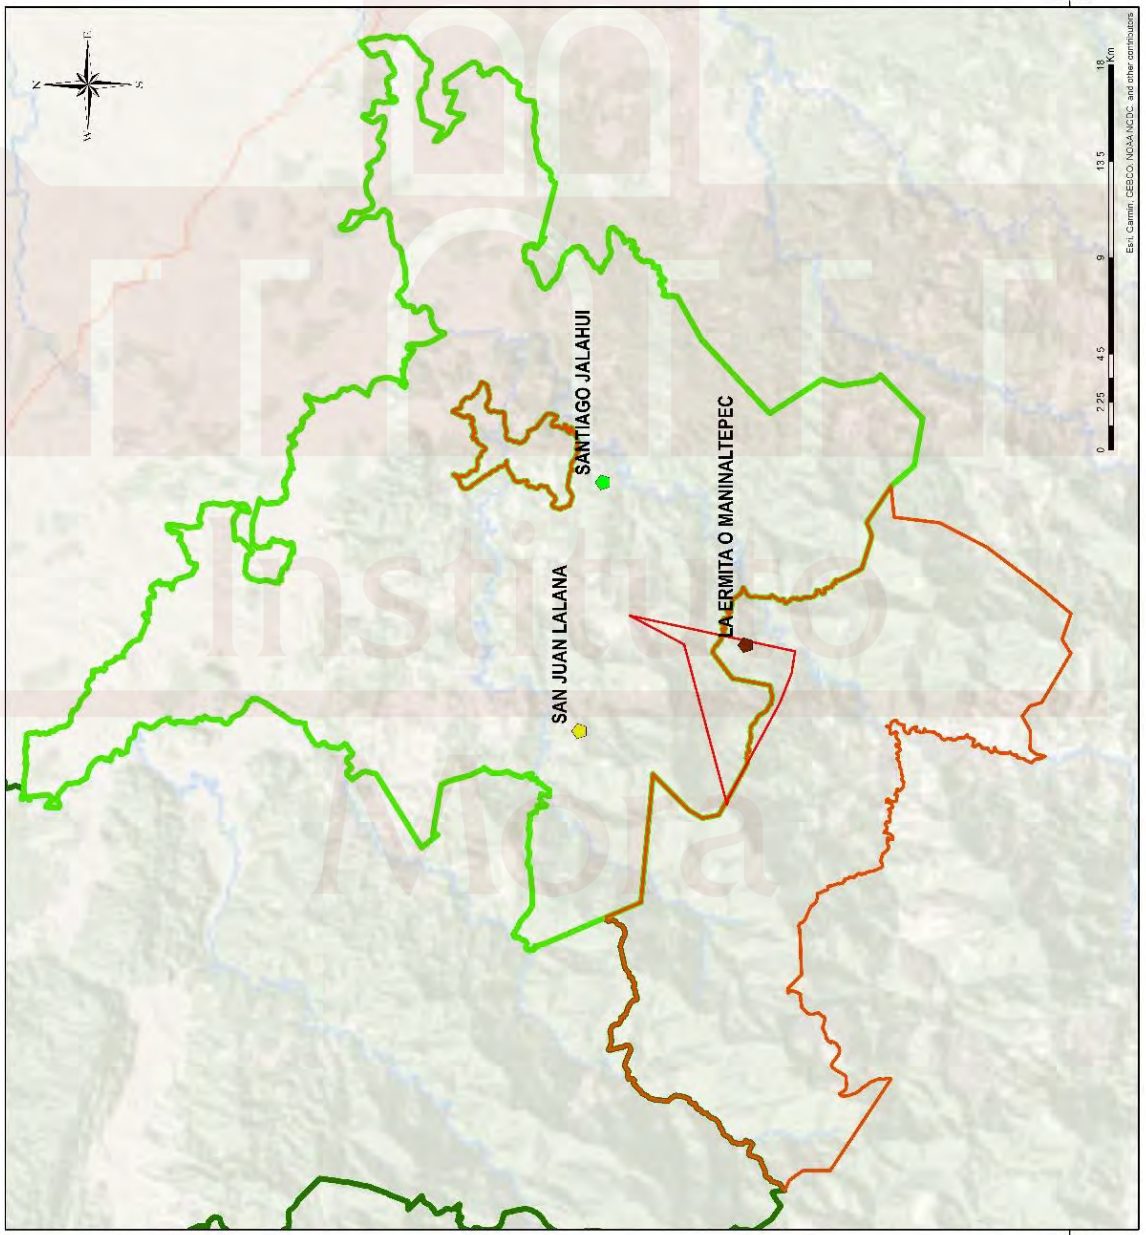 N
E
S
W
SANTIAGO JALAHUI
SAN JUAN LALANA
LA ERMITA O MANINALTEPEC
Instituto
Mora
0 2.25 4.5 9 13.5 18
Km
Esri, Garmin, GEBCO, NOAA NGDC, and other contributors